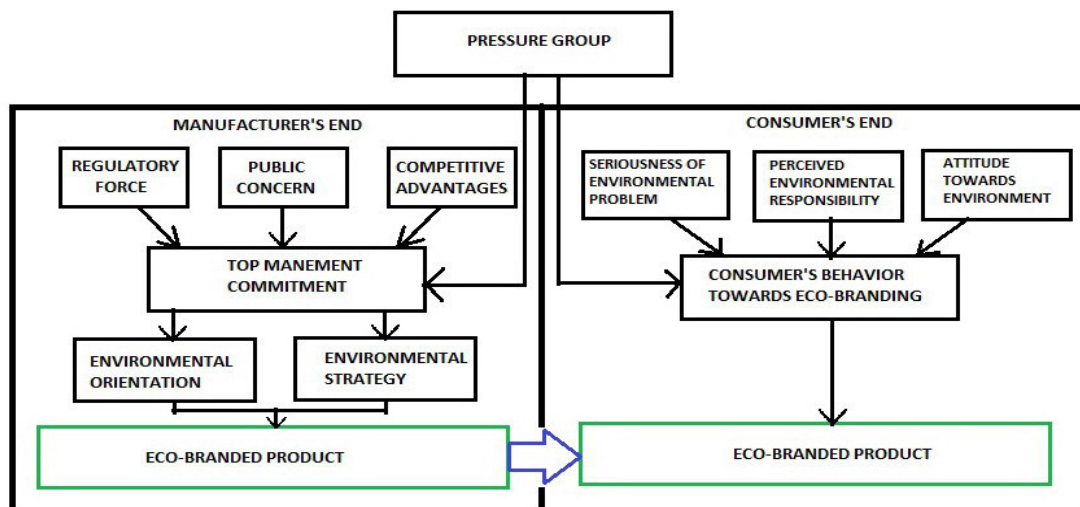 PRESSURE GROUP
MANUFACTURER'S END
CONSUMER'S END
REGULATORY
FORCE
PUBLIC
CONCERN
COMPETITIVE
ADVANTAGES
SERIOUSNESS OF
ENVIRONMENTAL
PROBLEM
PERCEIVED
ENVIRONMENTAL
RESPONSIBILITY
ATTITUDE
TOWARDS
ENVIRONMENT
TOP MANEMENT
COMMITMENT
CONSUMER'S BEHAVIOR
TOWARDS ECO-BRANDING
ENVIRONMENTAL
ORIENTATION
ENVIRONMENTAL
STRATEGY
ECO-BRANDED PRODUCT
ECO-BRANDED PRODUCT